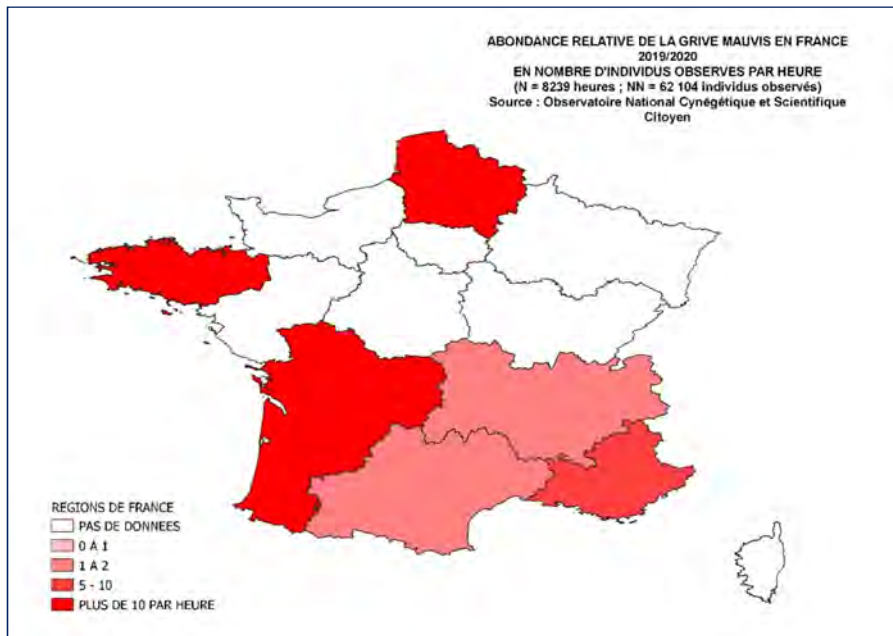 ABONDANCE RELATIVE DE LA GRIVE MAUVIS EN FRANCE
2019/2020
EN NOMBRE D'INDIVIDUS OBSERVES PAR HEURE
(N = 8239 heures ; NN = 62 104 individus observés)
Source : Observatoire National Cynégétique et Scientifique
Citoyen
REGIONS DE FRANCE
PAS DE DONNEES
0 A 1
1 A 2
5 - 10
PLUS DE 10 PAR HEURE